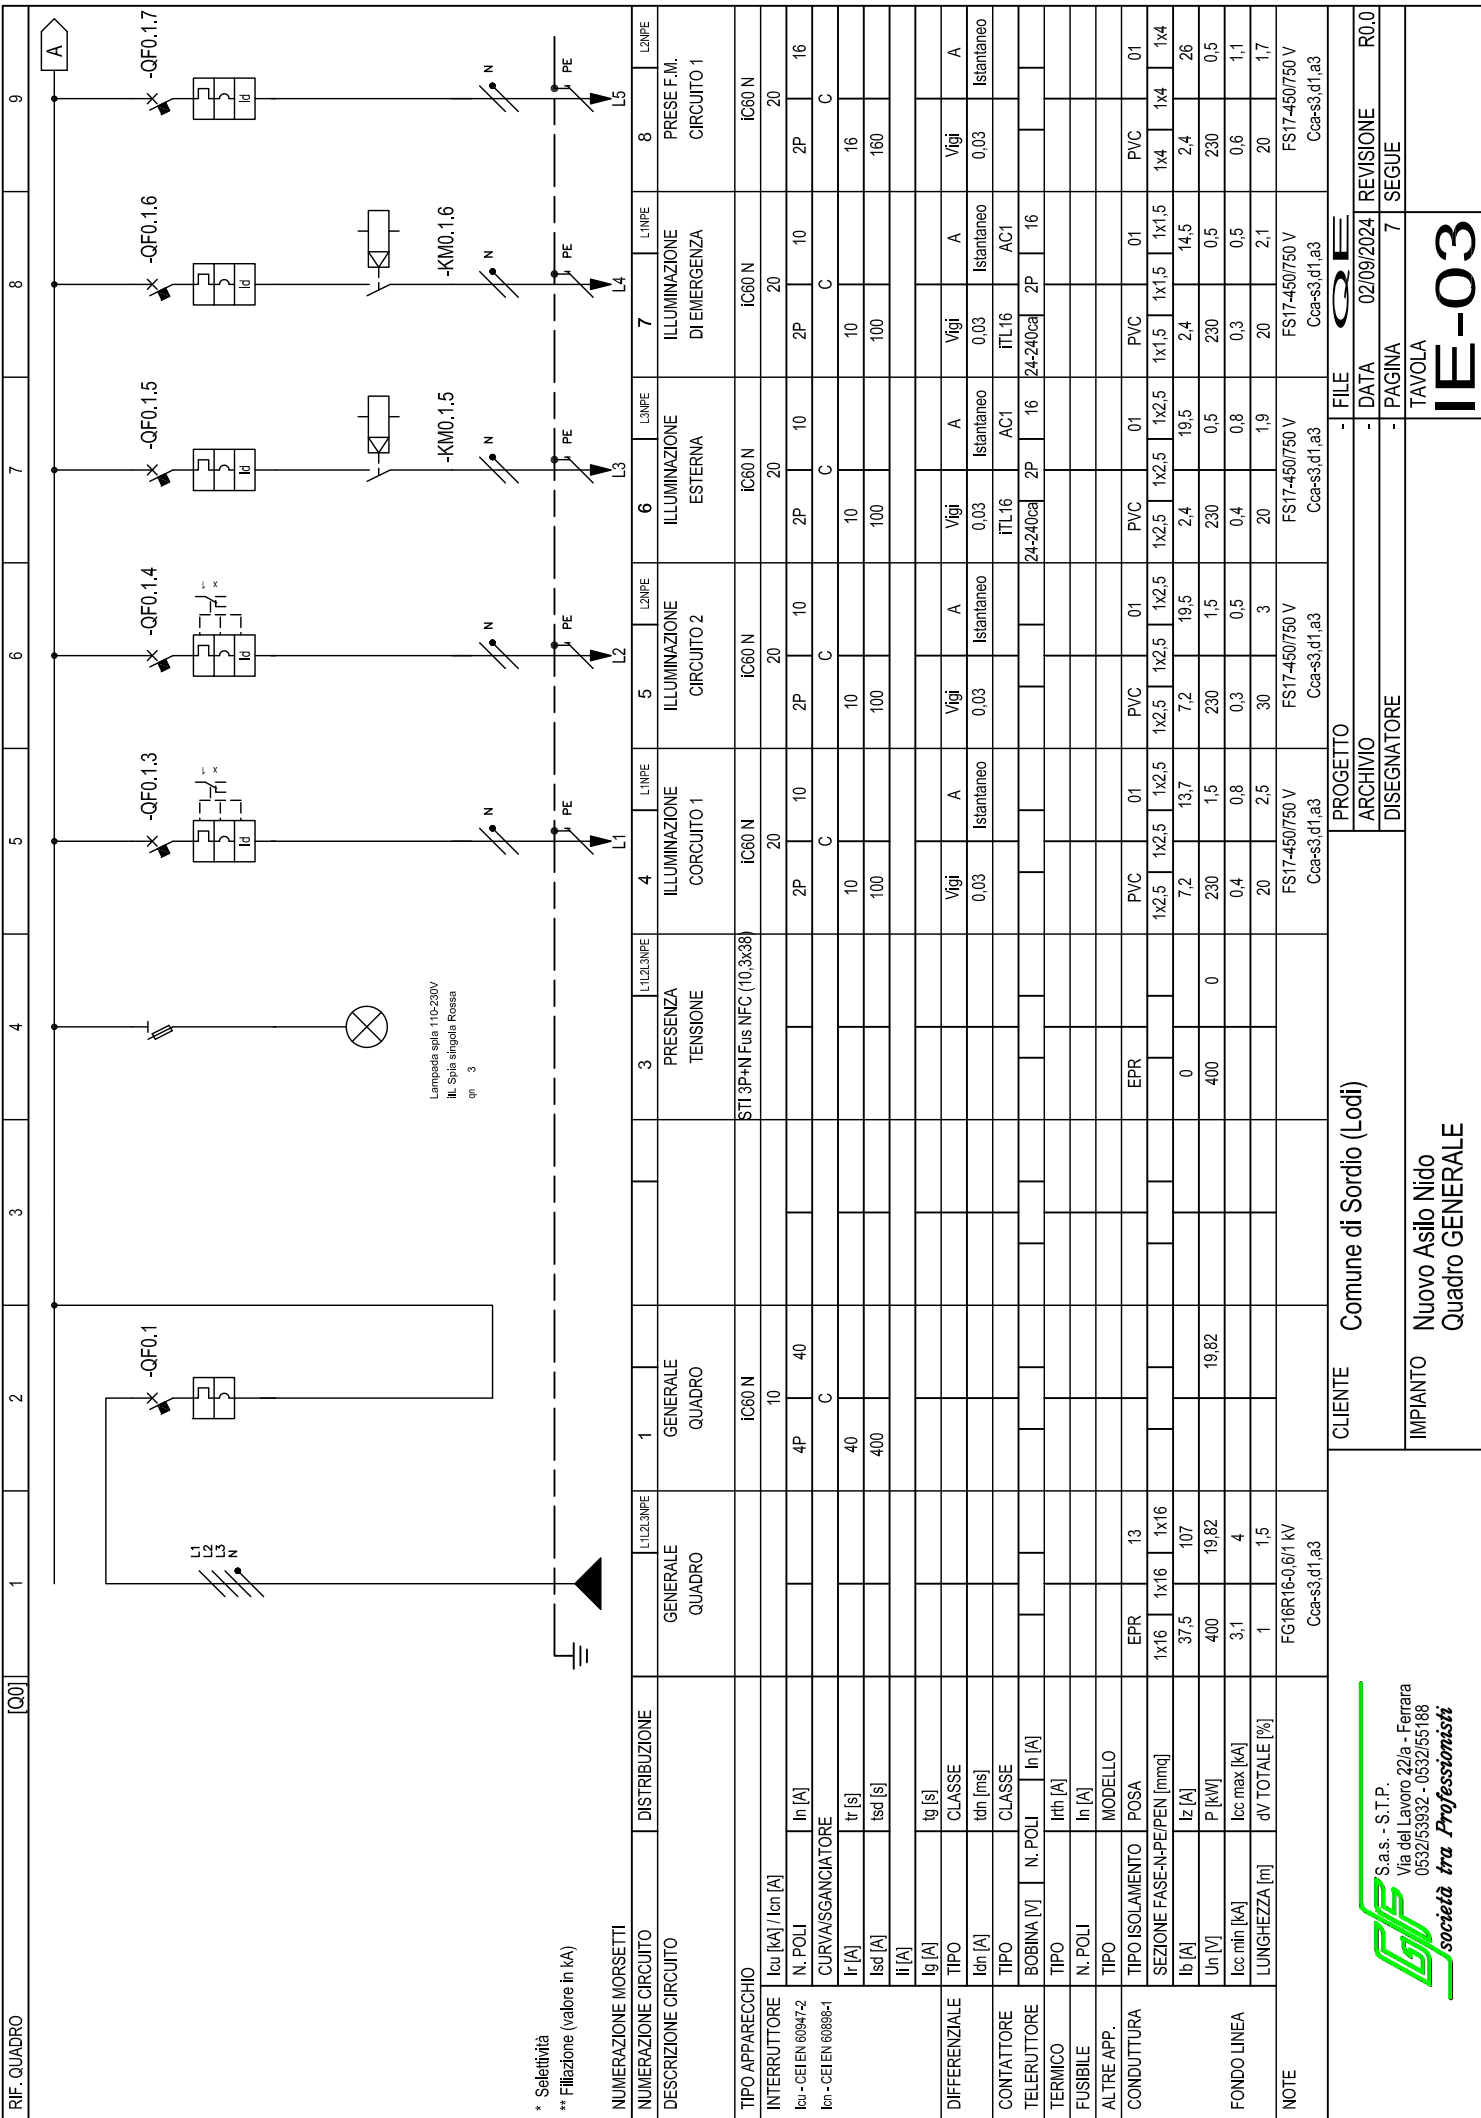 RIF. QUADRO [Q0] 1 2 3 4 5 6 7 8 9
A
L1
L2
L3
N
-QF0.1
Lampada spia 110-230V
iIL Spia singola Rossa
qn 3
-QF0.1.3 -QF0.1.4 -QF0.1.5 -QF0.1.6 -QF0.1.7
Id Id Id Id Id
-KM0.1.5 -KM0.1.6
N N N N N
PE PE PE PE PE
* Selettività
** Filiazione (valore in kA)
NUMERAZIONE MORSETTI L1 L2 L3 L4 L5
NUMERAZIONE CIRCUITO DISTRIBUZIONE L1L2L3NPE 1 3 L1L2L3NPE 4 L1NPE 5 L2NPE 6 L3NPE 7 L1NPE 8 L2NPE
DESCRIZIONE CIRCUITO GENERALE GENERALE PRESENZA ILLUMINAZIONE ILLUMINAZIONE ILLUMINAZIONE ILLUMINAZIONE PRESE F.M.
QUADRO QUADRO TENSIONE CORCUITO 1 CIRCUITO 2 ESTERNA DI EMERGENZA CIRCUITO 1
TIPO APPARECCHIO iC60 N STI 3P+N Fus NFC (10,3x38) iC60 N iC60 N iC60 N iC60 N iC60 N
INTERRUTTORE Icu [kA] / Icn [A] 10 20 20 20 20 20
Icu - CEI EN 60947-2 N. POLI In [A] 4P 40 2P 10 2P 10 2P 10 2P 10 2P 16
Icn - CEI EN 60898-1 CURVA/SGANCIATORE C C C C C C
Ir [A] tr [s] 40 10 10 10 10 16
Isd [A] tsd [s] 400 100 100 100 100 160
Ii [A]
Ig [A] tg [s]
DIFFERENZIALE TIPO CLASSE Vigi A Vigi A Vigi A Vigi A Vigi A
Idn [A] tdn [ms] 0,03 Istantaneo 0,03 Istantaneo 0,03 Istantaneo 0,03 Istantaneo 0,03 Istantaneo
CONTATTORE TIPO CLASSE iTL16 AC1 iTL16 AC1
TELERUTTORE BOBINA [V] N. POLI In [A] 24-240ca 2P 16 24-240ca 2P 16
TERMICO TIPO Irth [A]
FUSIBILE N. POLI In [A]
ALTRE APP. TIPO MODELLO
CONDUTTURA TIPO ISOLAMENTO POSA EPR 13 EPR PVC 01 PVC 01 PVC 01 PVC 01 PVC 01
SEZIONE FASE-N-PE/PEN [mmq] 1x16 1x16 1x16 1x2,5 1x2,5 1x2,5 1x2,5 1x2,5 1x2,5 1x2,5 1x2,5 1x2,5 1x1,5 1x1,5 1x1,5 1x4 1x4 1x4
Ib [A] Iz [A] 37,5 107 0 7,2 13,7 7,2 19,5 2,4 19,5 2,4 14,5 2,4 26
Un [V] P [kW] 400 19,82 19,82 400 0 230 1,5 230 1,5 230 0,5 230 0,5 230 0,5
FONDO LINEA Icc min [kA] Icc max [kA] 3,1 4 0,4 0,8 0,3 0,5 0,4 0,8 0,3 0,5 0,6 1,1
LUNGHEZZA [m] dV TOTALE [%] 1 1,5 20 2,5 30 3 20 1,9 20 2,1 20 1,7
NOTE FG16R16-0,6/1 kV FS17-450/750 V FS17-450/750 V FS17-450/750 V FS17-450/750 V FS17-450/750 V
Cca-s3,d1,a3 Cca-s3,d1,a3 Cca-s3,d1,a3 Cca-s3,d1,a3 Cca-s3,d1,a3 Cca-s3,d1,a3
GF S.a.s. - S.T.P.
Via del Lavoro 22/a - Ferrara
0532/53932 - 0532/55188
società tra Professionisti
CLIENTE Comune di Sordio (Lodi)
IMPIANTO Nuovo Asilo Nido
Quadro GENERALE
PROGETTO - FILE QE
ARCHIVIO - DATA 02/09/2024 REVISIONE R0.0
DISEGNATORE - PAGINA 7 SEGUE
TAVOLA
IE-03